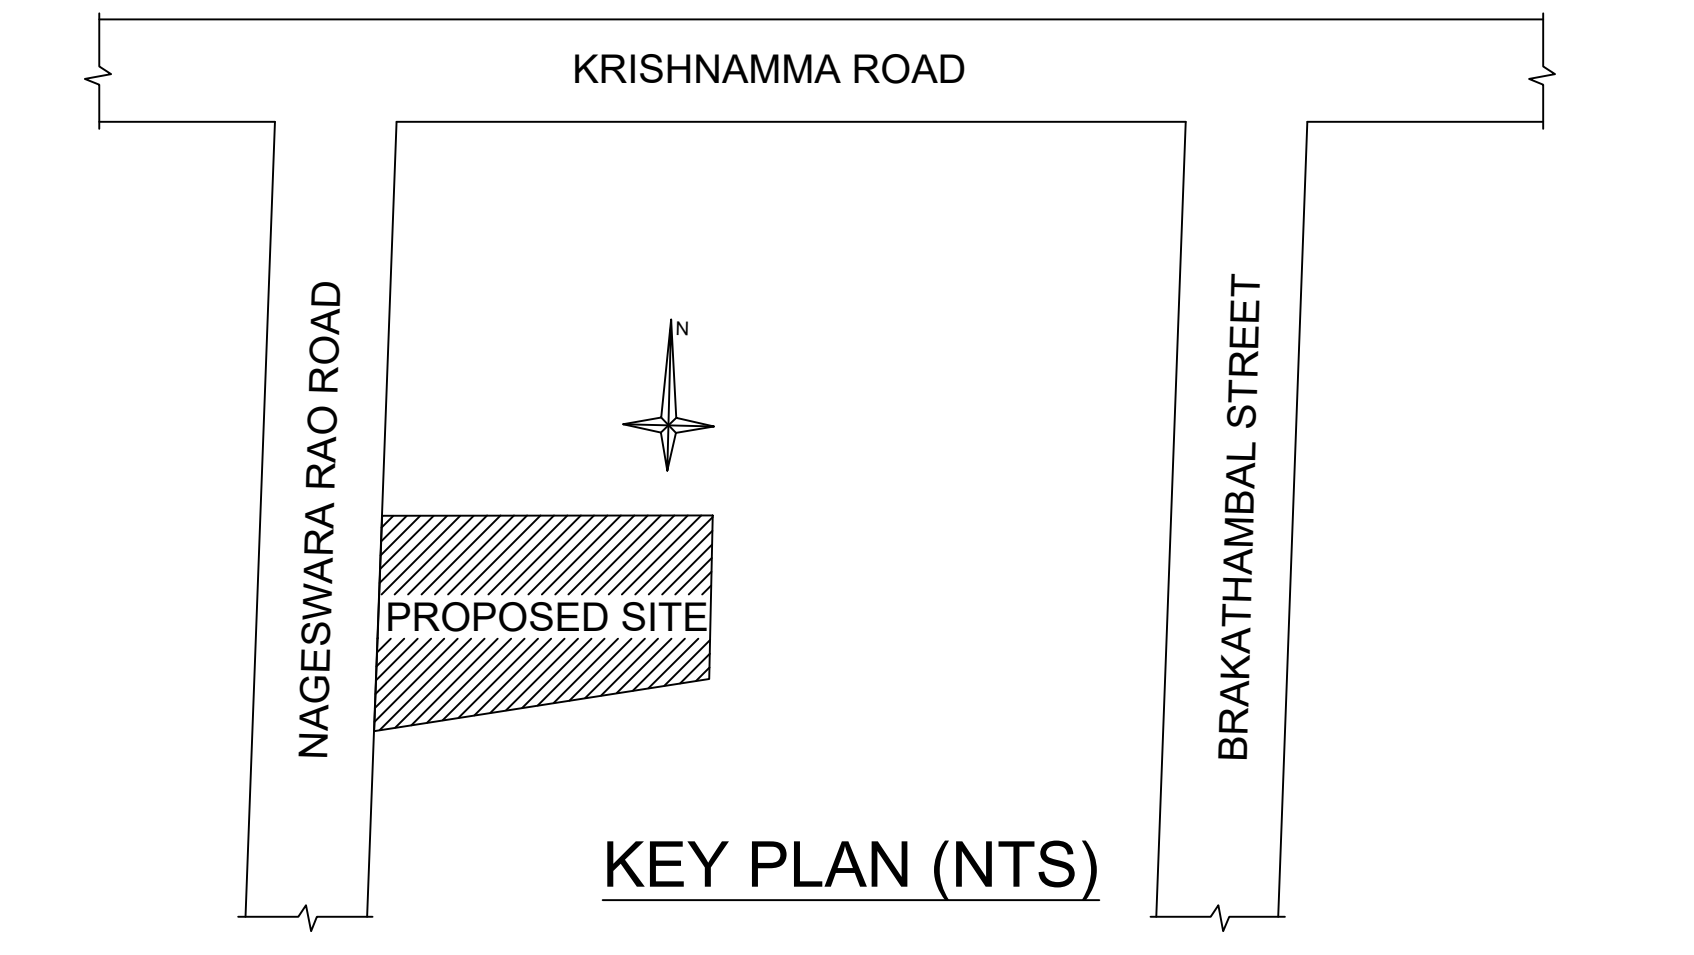 KRISHNAMMA ROAD
NAGESWARA RAO ROAD
N
BRAKATHAMBAL STREET
PROPOSED SITE
KEY PLAN (NTS)